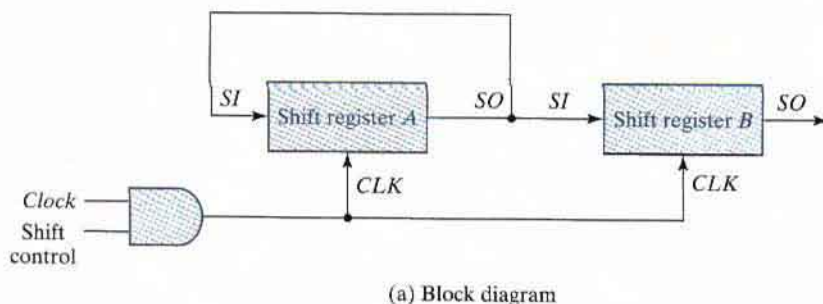 SI
Shift register A
SO
SI
Shift register B
SO
CLK
CLK
Clock
Shift
control
(a) Block diagram